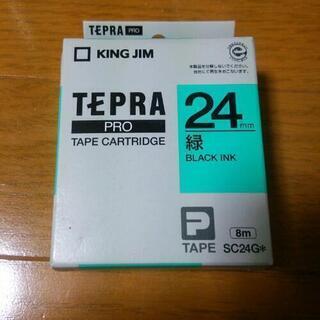 TEPRA PRO
KING JIM
TEPRA
PRO
TAPE CARTRIDGE
24mm
緑
BLACK INK
P
TAPE
8m
SC24G*